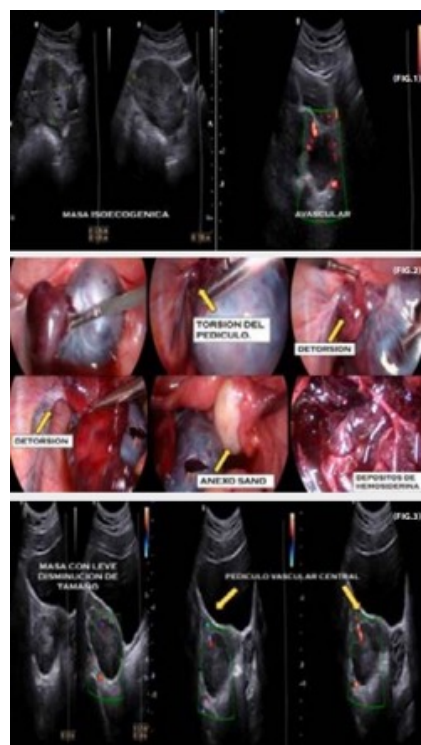 (FIG.1)
MASA ISOECOGENICA
AVASCULAR
(FIG.2)
TORSION DEL
PEDICULO.
DETORSION
DETORSION
ANEXO SANO
DEPOSITOS DE
HEMOSIDERINA
(FIG.3)
MASA CON LEVE
DISMINUCION DE
TAMAÑO
PEDICULO VASCULAR CENTRAL